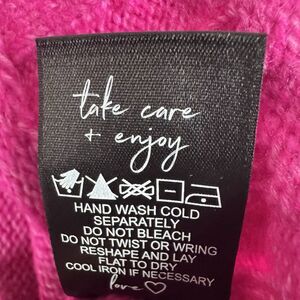 take care
+ enjoy
HAND WASH COLD
SEPARATELY
DO NOT BLEACH
DO NOT TWIST OR WRING
RESHAPE AND LAY
FLAT TO DRY
COOL IRON IF NECESSARY
love